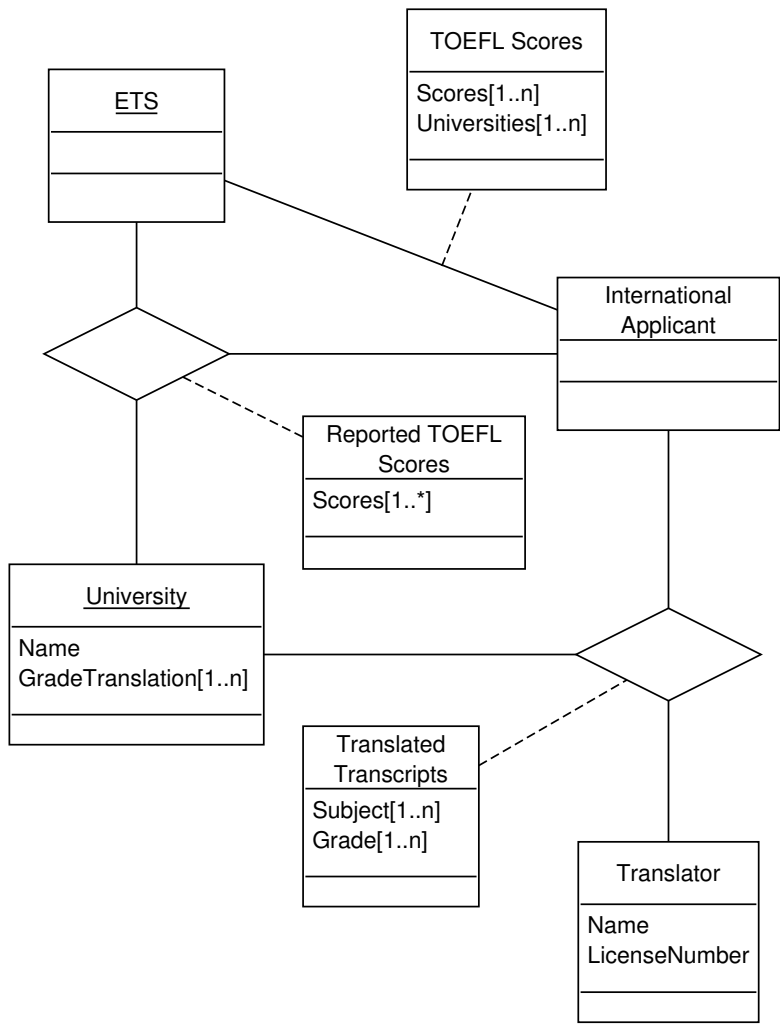 TOEFL Scores
Scores[1..n]
Universities[1..n]
ETS
International
Applicant
Reported TOEFL
Scores
Scores[1..*]
University
Name
GradeTranslation[1..n]
Translated
Transcripts
Subject[1..n]
Grade[1..n]
Translator
Name
LicenseNumber